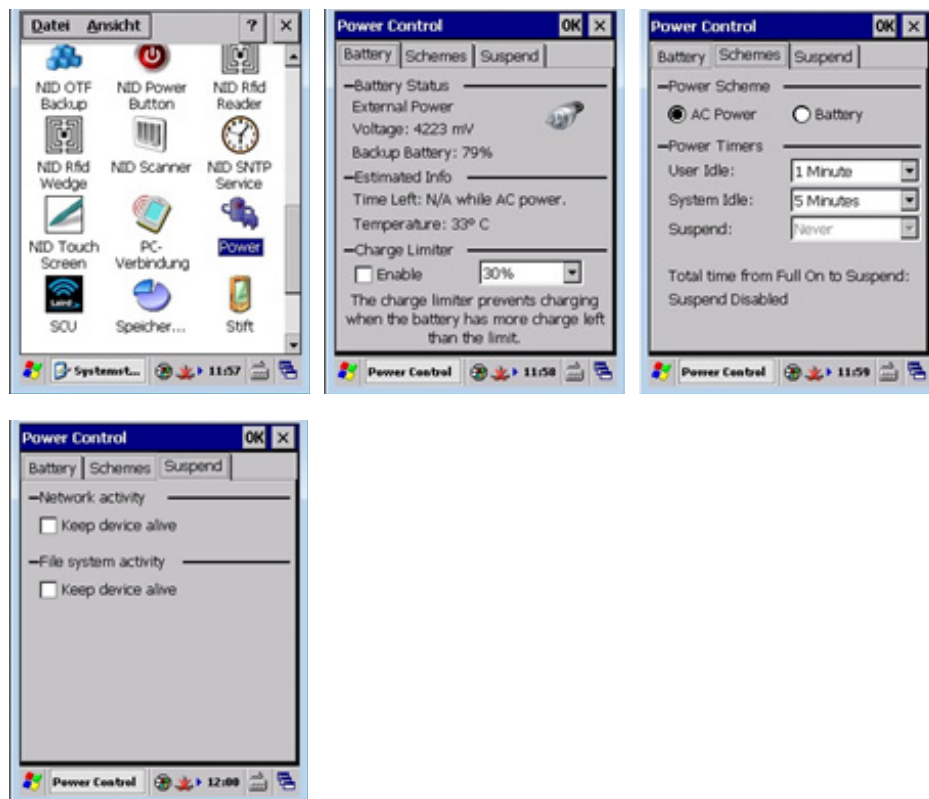 Datei Ansicht ? ×
NID OTF Backup
NID Power Button
NID Rfid Reader
NID Rfid Wedge
NID Scanner
NID SNTP Service
NID Touch Screen
PC-Verbindung
Power
Laird
SCU
Speicher...
Stift
Systemst... 11:57
Power Control OK ×
Battery Schemes Suspend
Battery Status
External Power
Voltage: 4223 mV
Backup Battery: 79%
Estimated Info
Time Left: N/A while AC power.
Temperature: 33º C
Charge Limiter
Enable 30%
The charge limiter prevents charging
when the battery has more charge left
than the limit.
Power Control 11:58
Power Control OK ×
Battery Schemes Suspend
Power Scheme
AC Power Battery
Power Timers
User Idle: 1 Minute
System Idle: 5 Minutes
Suspend: Never
Total time from Full On to Suspend:
Suspend Disabled
Power Control 11:59
Power Control OK ×
Battery Schemes Suspend
Network activity
Keep device alive
File system activity
Keep device alive
Power Control 12:00